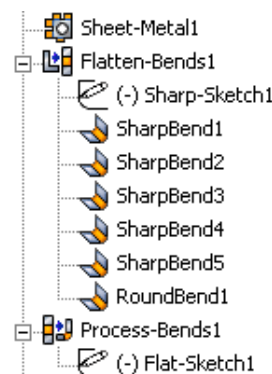 Sheet-Metal1
Flatten-Bends1
(-) Sharp-Sketch1
SharpBend1
SharpBend2
SharpBend3
SharpBend4
SharpBend5
RoundBend1
Process-Bends1
(-) Flat-Sketch1